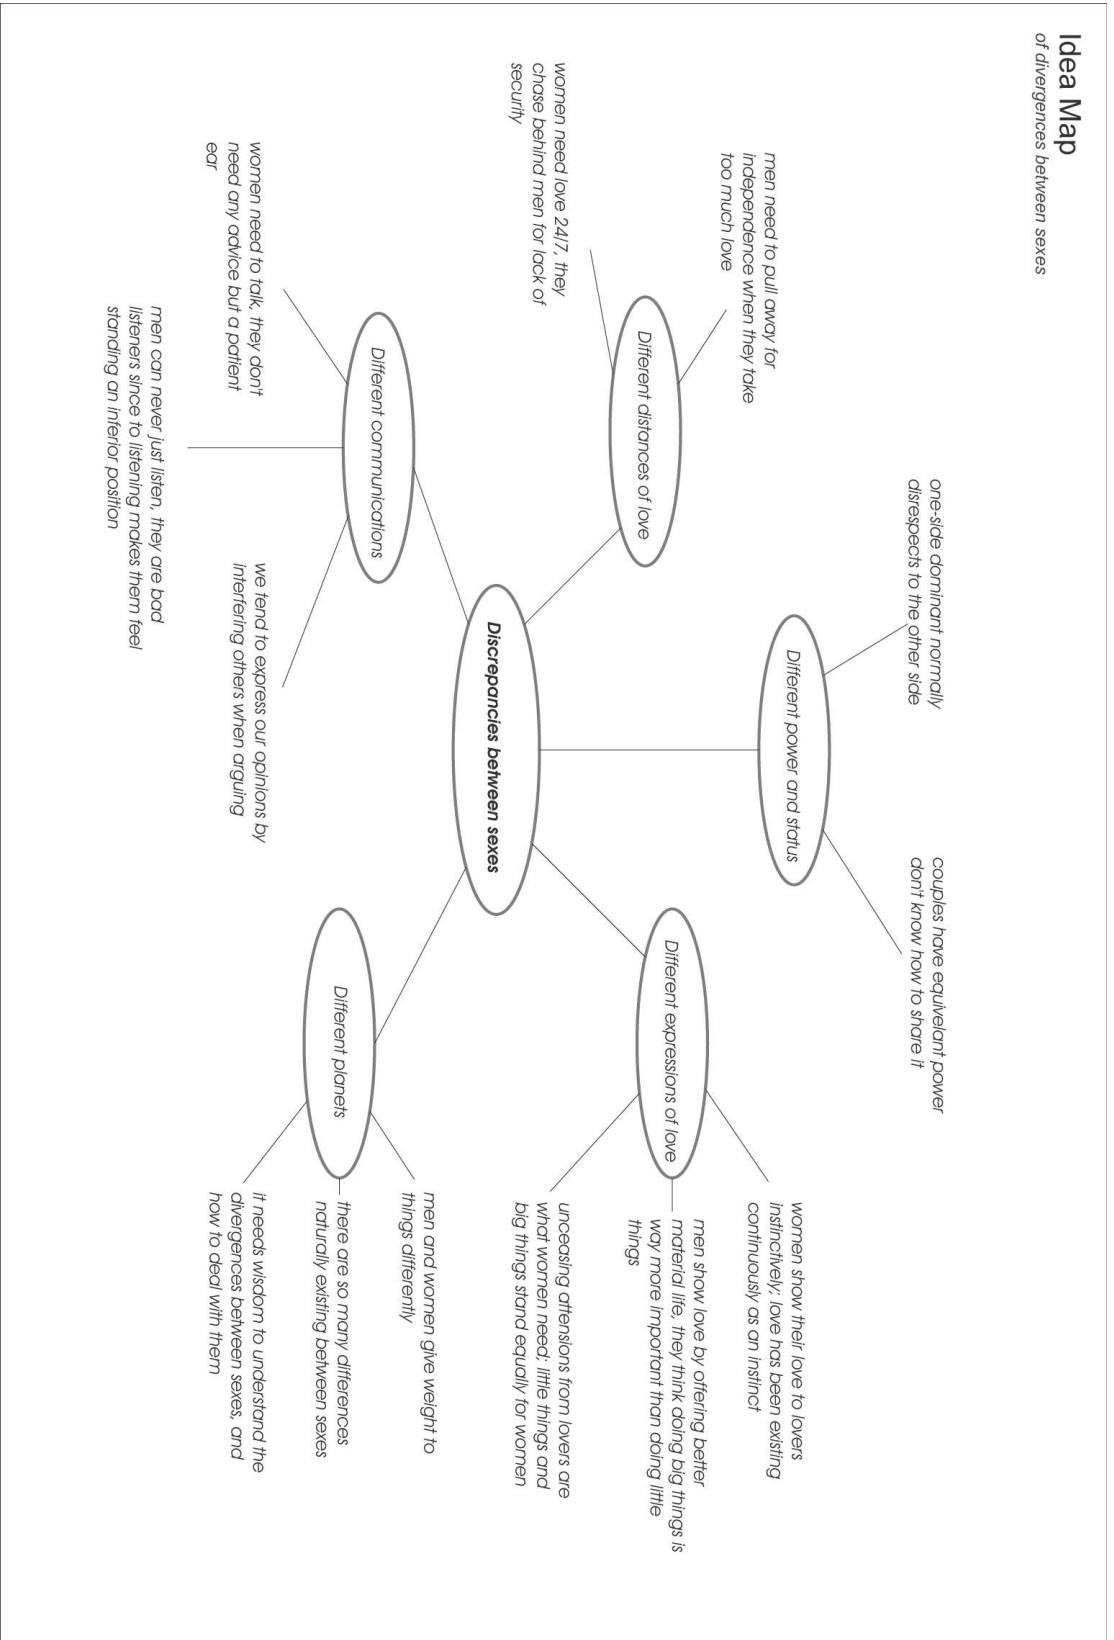 Idea Map
of divergences between sexes
one-side dominant normally
disrespects to the other side
couples have equivelant power
don't know how to share it
Different power and status
men need to pull away for
independence when they take
too much love
women need love 24/7, they
chase behind men for lack of
security
Different distances of love
Different expressions of love
women show their love to lovers
instinctively; love has been existing
continuously as an instinct
men show love by offering better
material life, they think doing big things is
way more important than doing little
things
unceasing attensions from lovers are
what women need; little things and
big things stand equally for women
Discrepancies between sexes
Different communications
women need to talk, they don't
need any advice but a patient
ear
men can never just listen, they are bad
listeners since to listening makes them feel
standing an inferior position
we tend to express our opinions by
interfering others when arguing
Different planets
men and women give weight to
things differently
there are so many differences
naturally existing between sexes
it needs wisdom to understand the
divergences between sexes, and
how to deal with them